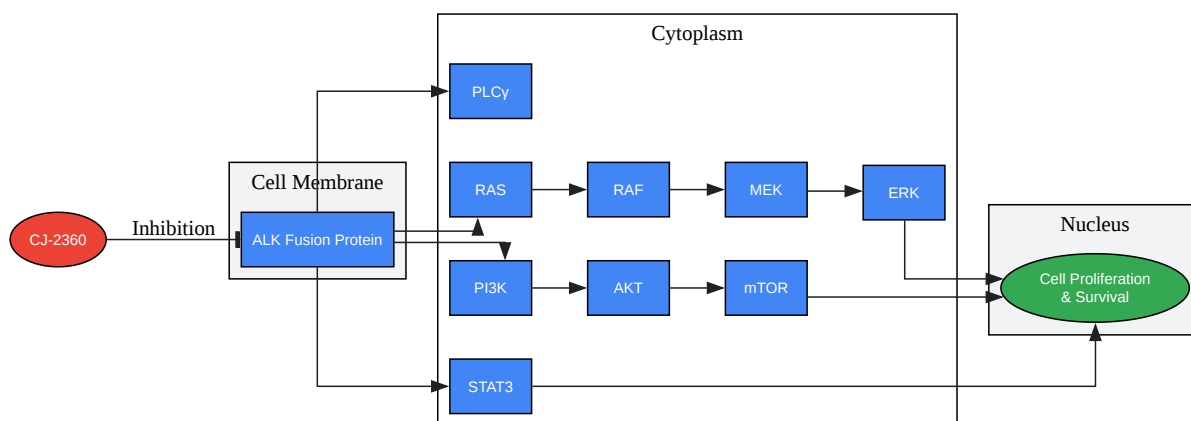 Cytoplasm
PLCγ
Cell Membrane
RAS
RAF
MEK
ERK
CJ-2360
Inhibition
ALK Fusion Protein
Nucleus
PI3K
AKT
mTOR
Cell Proliferation
& Survival
STAT3